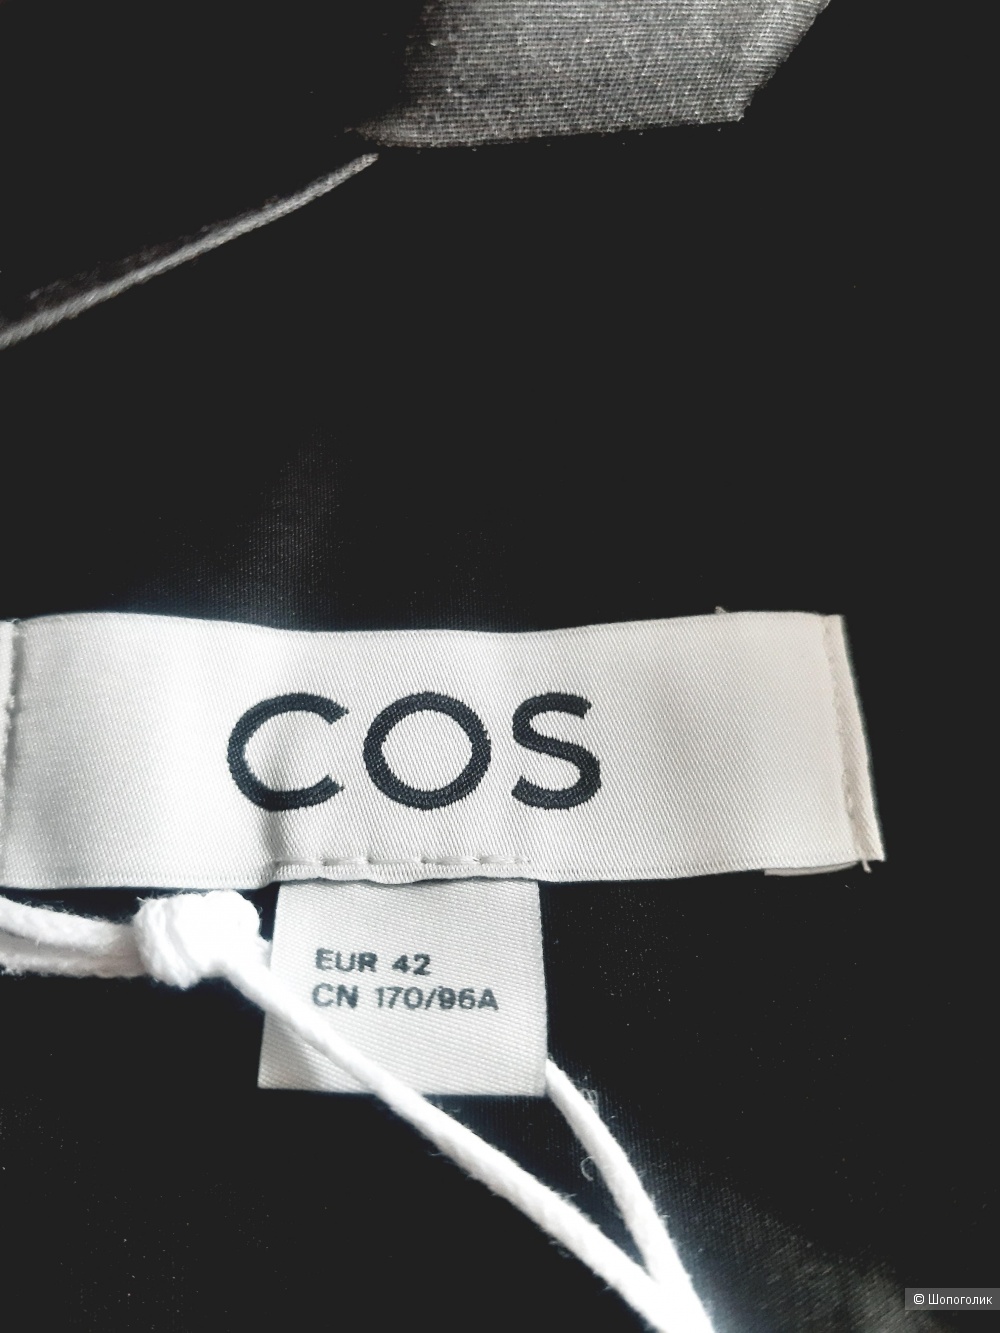 COS
EUR 42
CN 170/96A
© Шопоголик